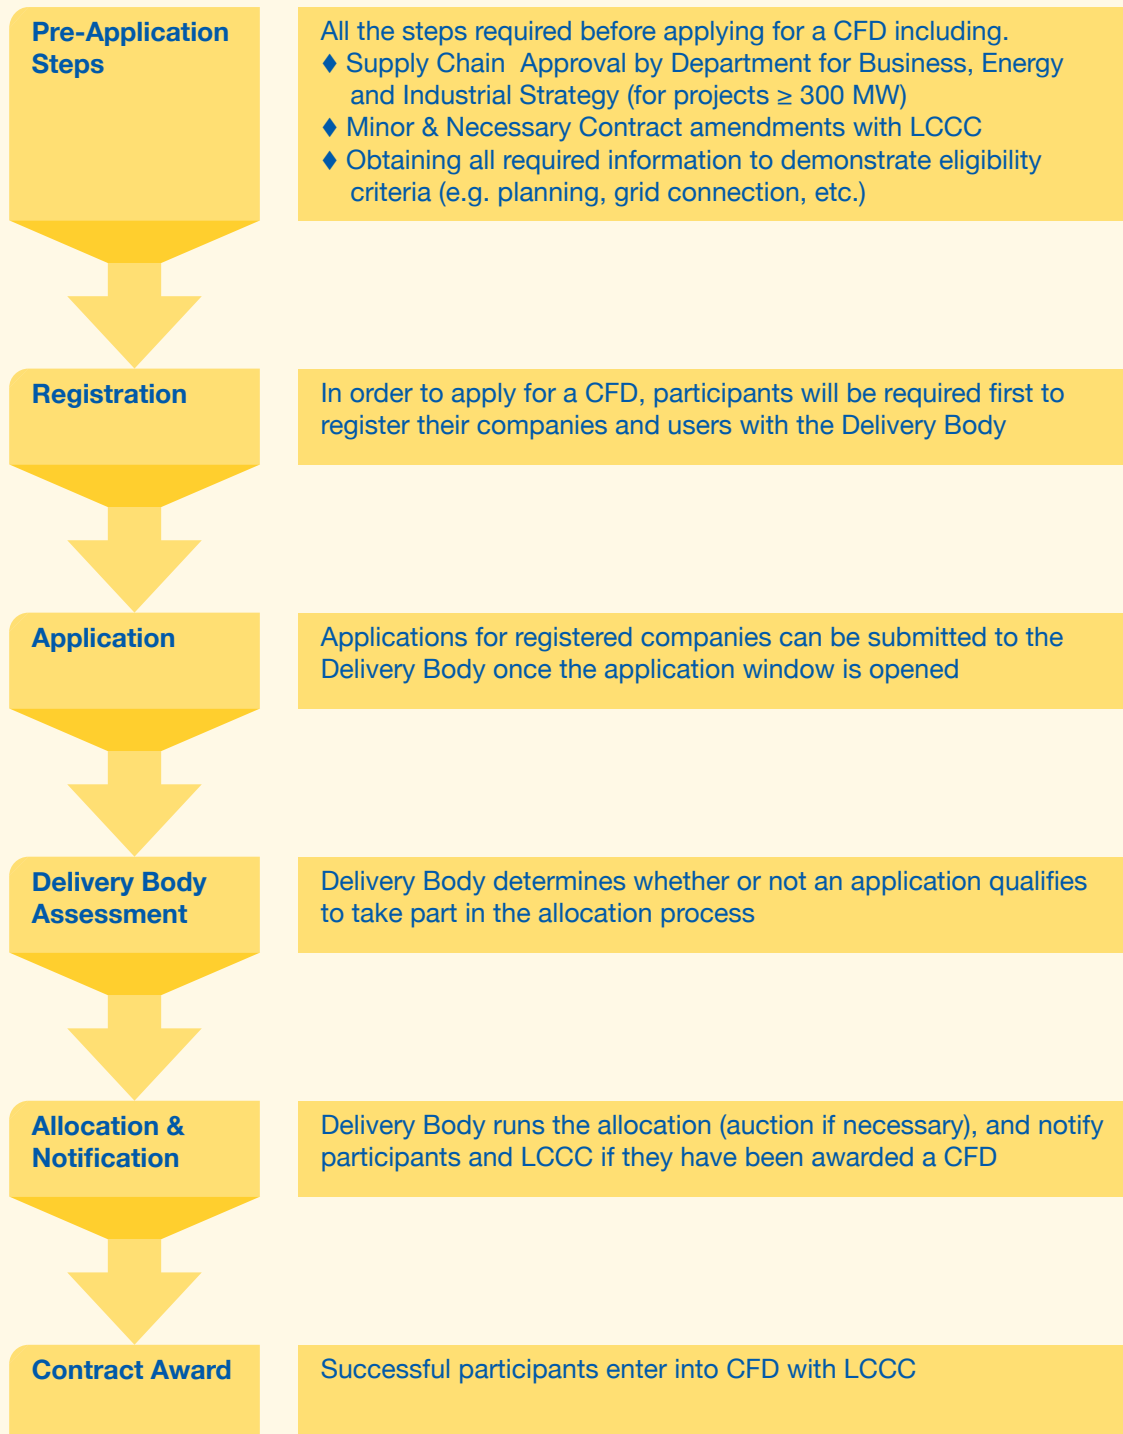 Pre-Application
Steps
All the steps required before applying for a CFD including.
♦ Supply Chain  Approval by Department for Business, Energy
and Industrial Strategy (for projects ≥ 300 MW)
♦ Minor & Necessary Contract amendments with LCCC
♦ Obtaining all required information to demonstrate eligibility
criteria (e.g. planning, grid connection, etc.)
Registration
In order to apply for a CFD, participants will be required first to
register their companies and users with the Delivery Body
Application
Applications for registered companies can be submitted to the
Delivery Body once the application window is opened
Delivery Body
Assessment
Delivery Body determines whether or not an application qualifies
to take part in the allocation process
Allocation &
Notification
Delivery Body runs the allocation (auction if necessary), and notify
participants and LCCC if they have been awarded a CFD
Contract Award
Successful participants enter into CFD with LCCC